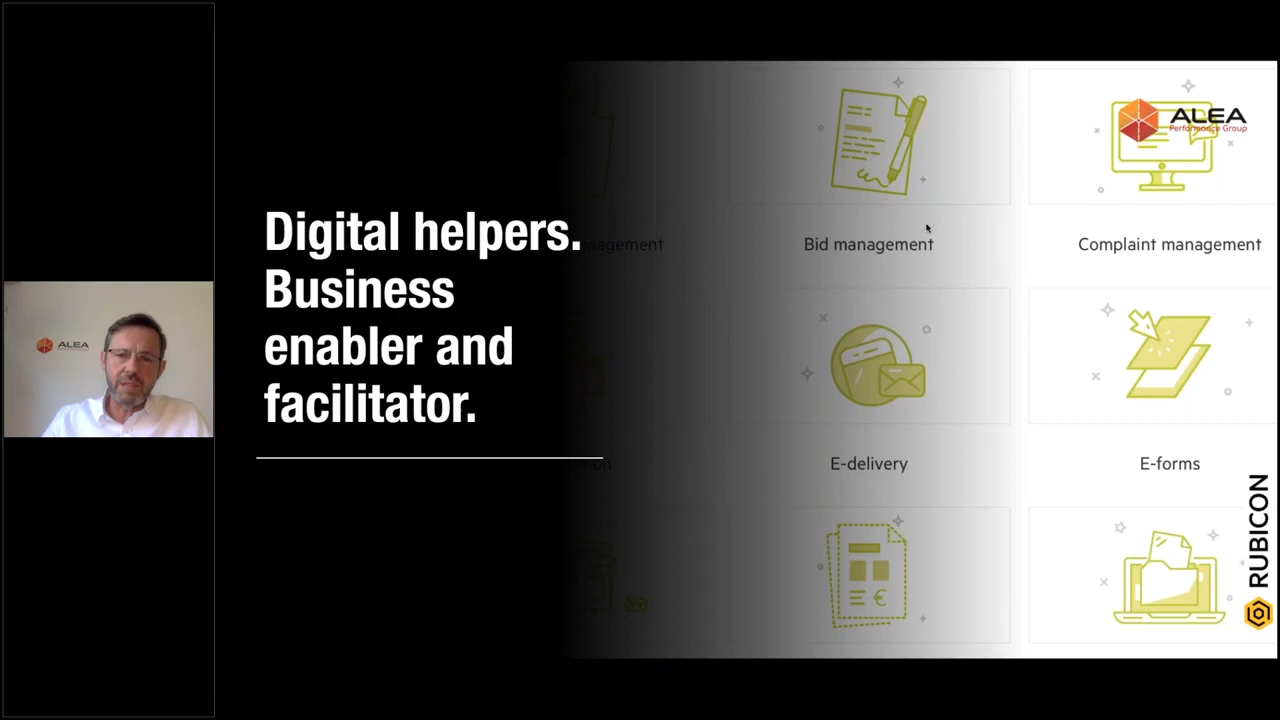 ALEA
Digital helpers.
Business
enabler and
facilitator.
ALEA
Performance Group
Bid management
Complaint management
E-delivery
E-forms
RUBICON